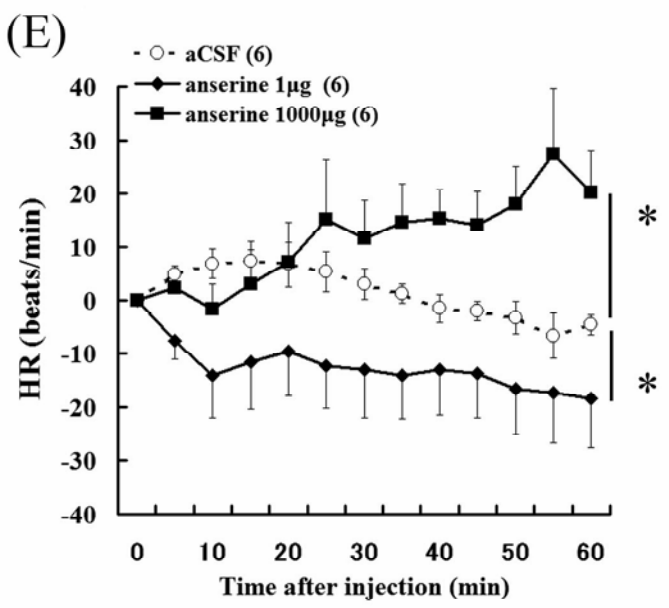 (E)
aCSF (6)
anserine 1μg (6)
anserine 1000μg (6)
40
30
20
10
0
-10
-20
-30
-40
HR (beats/min)
*
*
0 10 20 30 40 50 60
Time after injection (min)